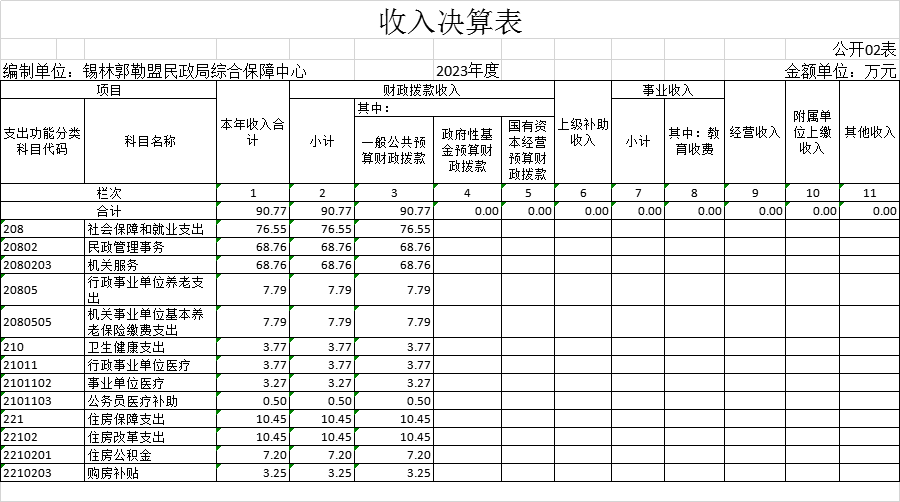 收入决算表
公开02表
编制单位：锡林郭勒盟民政局综合保障中心 2023年度 金额单位：万元
项目 本年收入合计 财政拨款收入 上级补助收入 事业收入 经营收入 附属单位上缴收入 其他收入
支出功能分类科目代码 科目名称 小计 其中： 小计 其中：教育收费
一般公共预算财政拨款 政府性基金预算财政拨款 国有资本经营预算财政拨款
栏次 1 2 3 4 5 6 7 8 9 10 11
合计 90.77 90.77 90.77 0.00 0.00 0.00 0.00 0.00 0.00 0.00 0.00
208 社会保障和就业支出 76.55 76.55 76.55
20802 民政管理事务 68.76 68.76 68.76
2080203 机关服务 68.76 68.76 68.76
20805 行政事业单位养老支出 7.79 7.79 7.79
2080505 机关事业单位基本养老保险缴费支出 7.79 7.79 7.79
210 卫生健康支出 3.77 3.77 3.77
21011 行政事业单位医疗 3.77 3.77 3.77
2101102 事业单位医疗 3.27 3.27 3.27
2101103 公务员医疗补助 0.50 0.50 0.50
221 住房保障支出 10.45 10.45 10.45
22102 住房改革支出 10.45 10.45 10.45
2210201 住房公积金 7.20 7.20 7.20
2210203 购房补贴 3.25 3.25 3.25